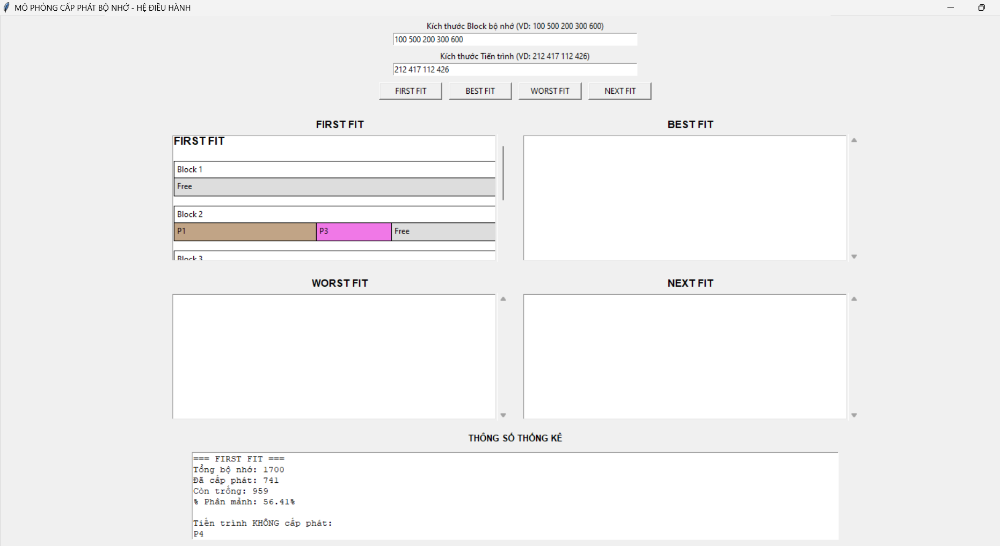 MÔ PHỎNG CẤP PHÁT BỘ NHỚ - HỆ ĐIỀU HÀNH
Kích thước Block bộ nhớ (VD: 100 500 200 300 600)
100 500 200 300 600
Kích thước Tiến trình (VD: 212 417 112 426)
212 417 112 426
FIRST FIT BEST FIT WORST FIT NEXT FIT
FIRST FIT
FIRST FIT
Block 1
Free
Block 2
P1 P3 Free
Block 3
BEST FIT
WORST FIT
NEXT FIT
THÔNG SỐ THỐNG KÊ
=== FIRST FIT ===
Tổng bộ nhớ: 1700
Đã cấp phát: 741
Còn trống: 959
% Phân mảnh: 56.41%
Tiến trình KHÔNG cấp phát:
P4